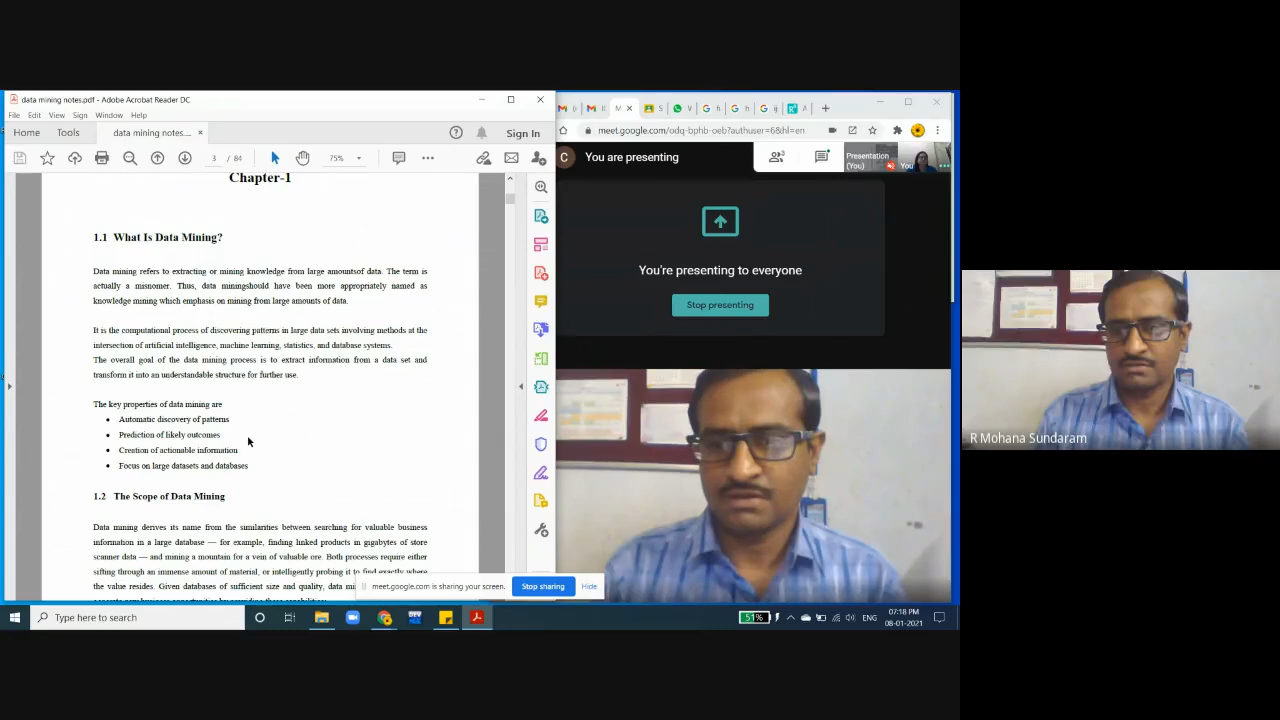 data mining notes.pdf - Adobe Acrobat Reader DC
File Edit View Sign Window Help
Home Tools data mining notes.... × Sign In
3 / 84 75%
Chapter-1
1.1 What Is Data Mining?
Data mining refers to extracting or mining knowledge from large amountsof data. The term is
actually a misnomer. Thus, data miningshould have been more appropriately named as
knowledge mining which emphasis on mining from large amounts of data.
It is the computational process of discovering patterns in large data sets involving methods at the
intersection of artificial intelligence, machine learning, statistics, and database systems.
The overall goal of the data mining process is to extract information from a data set and
transform it into an understandable structure for further use.
The key properties of data mining are
• Automatic discovery of patterns
• Prediction of likely outcomes
• Creation of actionable information
• Focus on large datasets and databases
1.2 The Scope of Data Mining
Data mining derives its name from the similarities between searching for valuable business
information in a large database — for example, finding linked products in gigabytes of store
scanner data — and mining a mountain for a vein of valuable ore. Both processes require either
sifting through an immense amount of material, or intelligently probing it to find exactly where
the value resides. Given databases of sufficient size and quality, data
meet.google.com/odq-bphb-oeb?authuser=6&hl=en
C You are presenting
Presentation
(You) You
You're presenting to everyone
Stop presenting
meet.google.com is sharing your screen. Stop sharing Hide
R Mohana Sundaram
Type here to search
51%
ENG
07:18 PM
08-01-2021